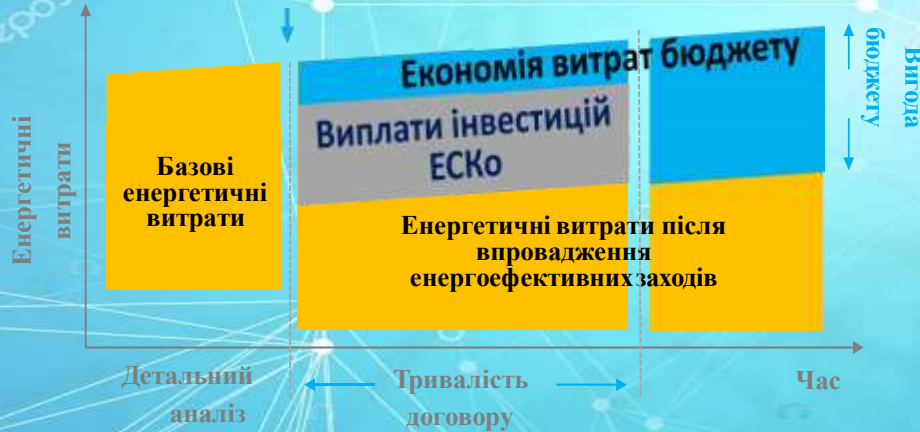 Економія витрат бюджету
Вигода
бюджету
Виплати інвестицій
ЕСКо
Енергетичні
витрати
Базові
енергетичні
витрати
Енергетичні витрати після
впровадження
енергоефективних заходів
Детальний
аналіз
Тривалість
договору
Час